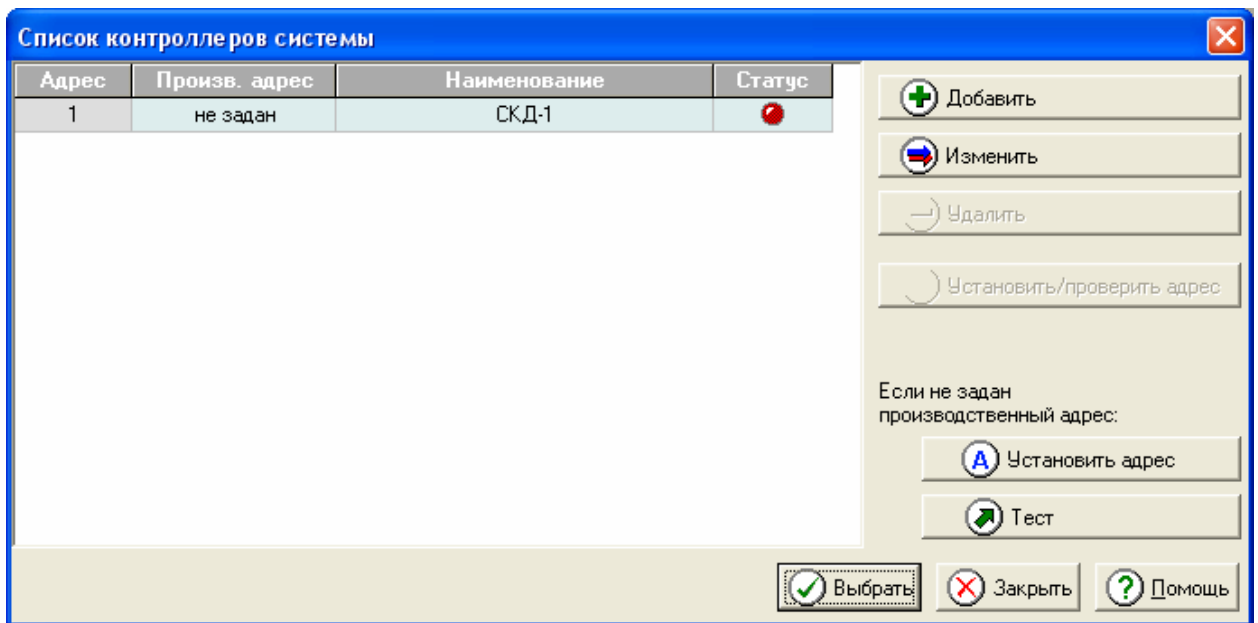 Список контроллеров системы
Адрес Произв. адрес Наименование Статус
1 не задан СКД-1
Добавить
Изменить
Удалить
Установить/проверить адрес
Если не задан
производственный адрес:
A Установить адрес
Тест
Выбрать Закрыть ? Помощь